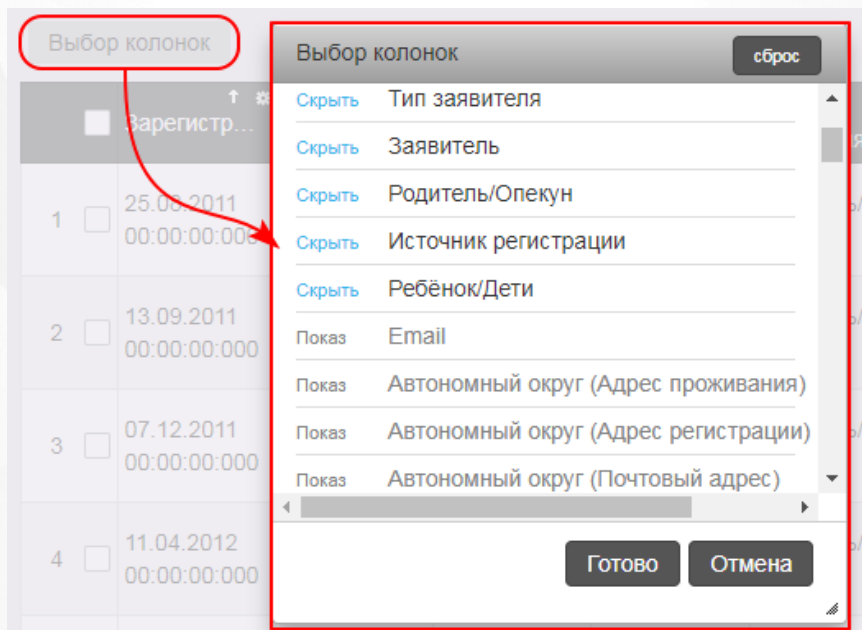 Выбор колонок
Зарегистр...
1
25.08.2011
00:00:00:000
2
13.09.2011
00:00:00:000
3
07.12.2011
00:00:00:000
4
11.04.2012
00:00:00:000
Выбор колонок
сброс
Скрыть Тип заявителя
Скрыть Заявитель
Скрыть Родитель/Опекун
Скрыть Источник регистрации
Скрыть Ребёнок/Дети
Показ Email
Показ Автономный округ (Адрес проживания)
Показ Автономный округ (Адрес регистрации)
Показ Автономный округ (Почтовый адрес)
Готово Отмена